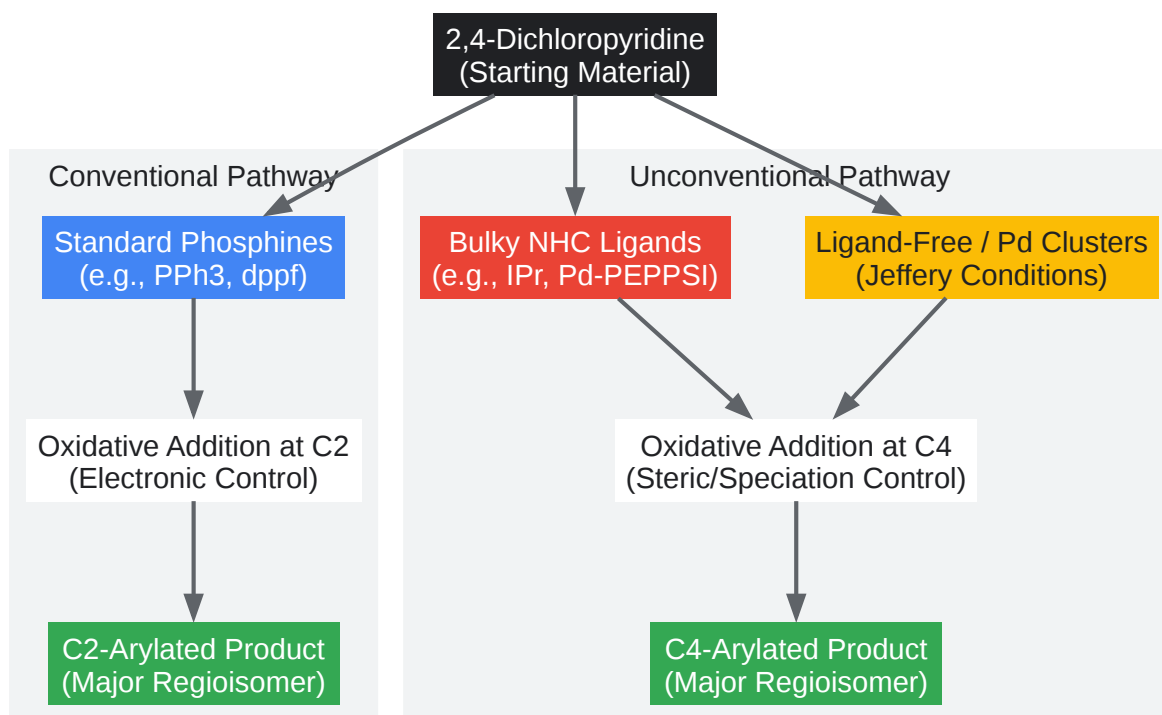 2,4-Dichloropyridine
(Starting Material)
Conventional Pathway
Unconventional Pathway
Standard Phosphines
(e.g., PPh3, dppf)
Bulky NHC Ligands
(e.g., IPr, Pd-PEPPSI)
Ligand-Free / Pd Clusters
(Jeffery Conditions)
Oxidative Addition at C2
(Electronic Control)
Oxidative Addition at C4
(Steric/Speciation Control)
C2-Arylated Product
(Major Regioisomer)
C4-Arylated Product
(Major Regioisomer)